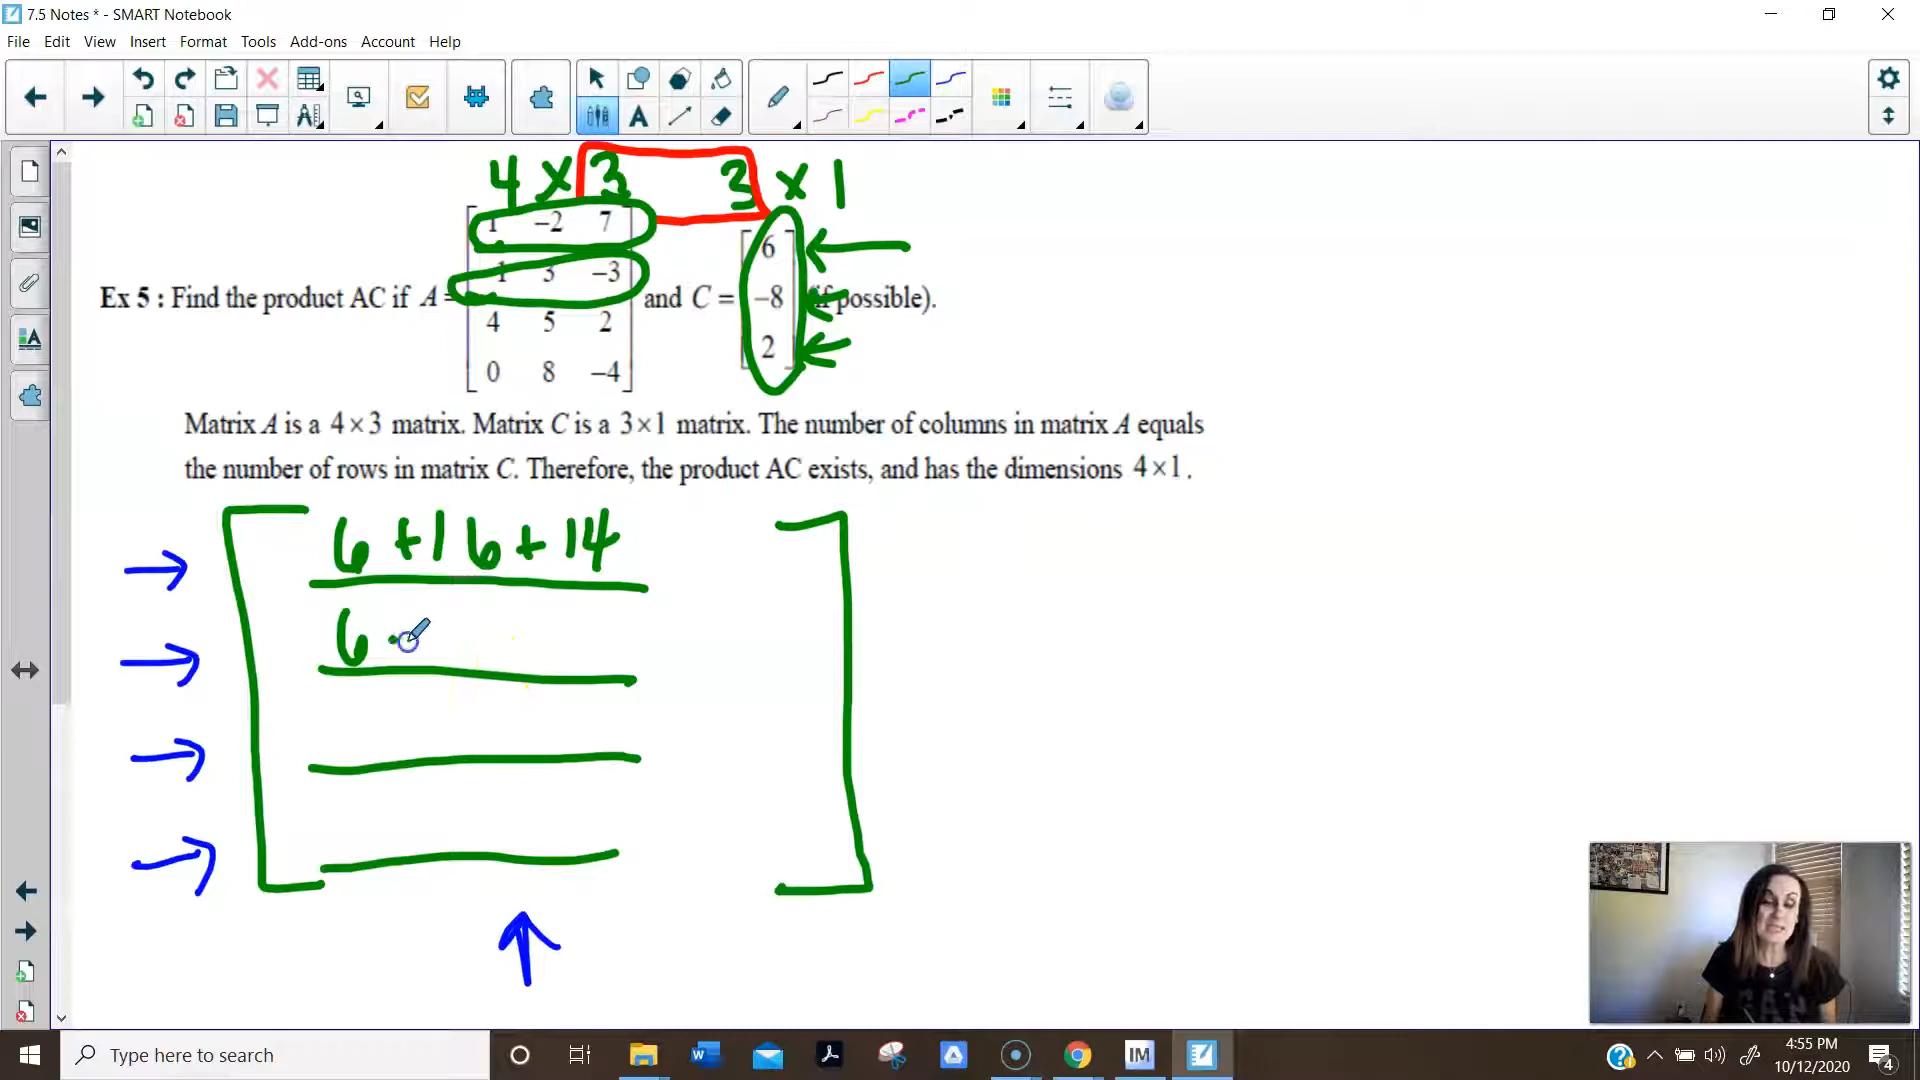 7.5 Notes * - SMART Notebook
File Edit View Insert Format Tools Add-ons Account Help
4 x 3 3 x 1
1 -2 7
6
1 3 -3
Ex 5 : Find the product AC if A = and C = -8 (if possible).
4 5 2
2
0 8 -4
Matrix A is a 4 × 3 matrix. Matrix C is a 3 × 1 matrix. The number of columns in matrix A equals
the number of rows in matrix C. Therefore, the product AC exists, and has the dimensions 4 × 1.
6 + 16 + 14
6 -
Type here to search
IM
4:55 PM
10/12/2020
4